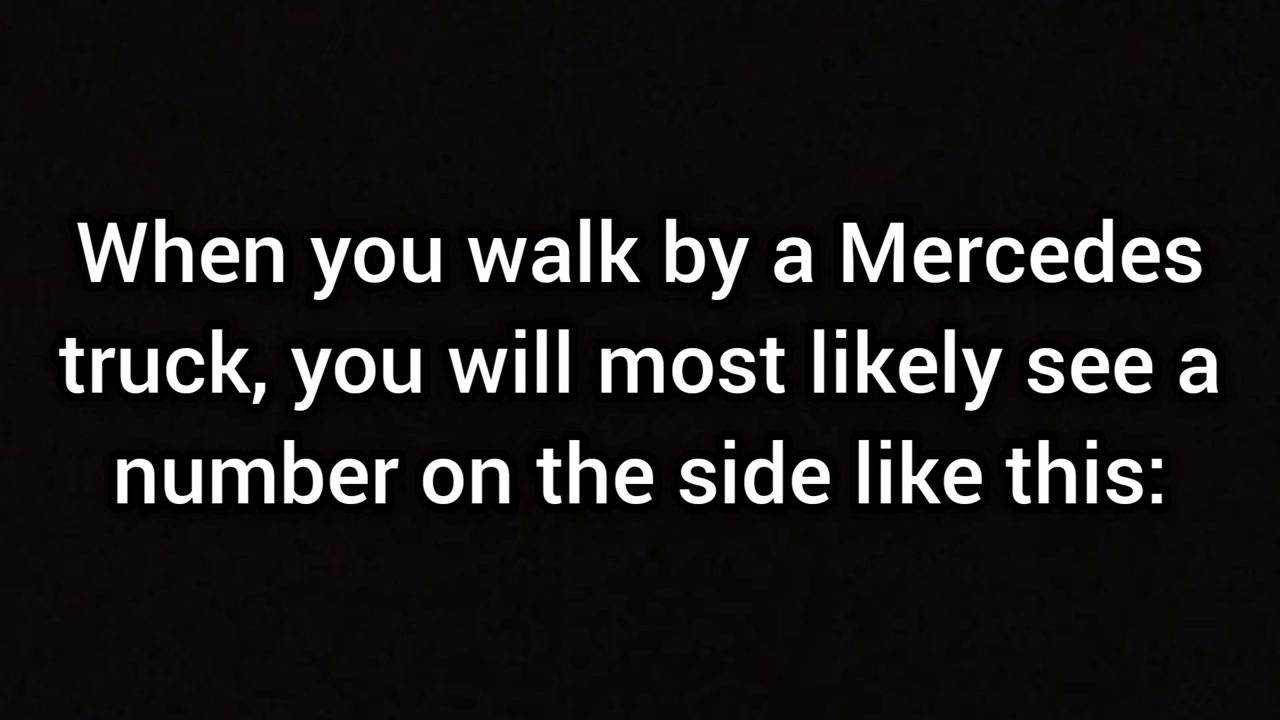 When you walk by a Mercedes
truck, you will most likely see a
number on the side like this: